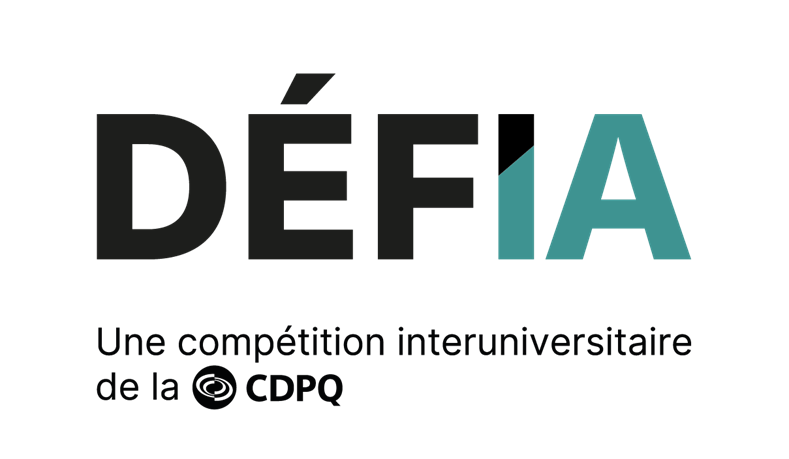 DÉFIA
Une compétition interuniversitaire
de la CDPQ